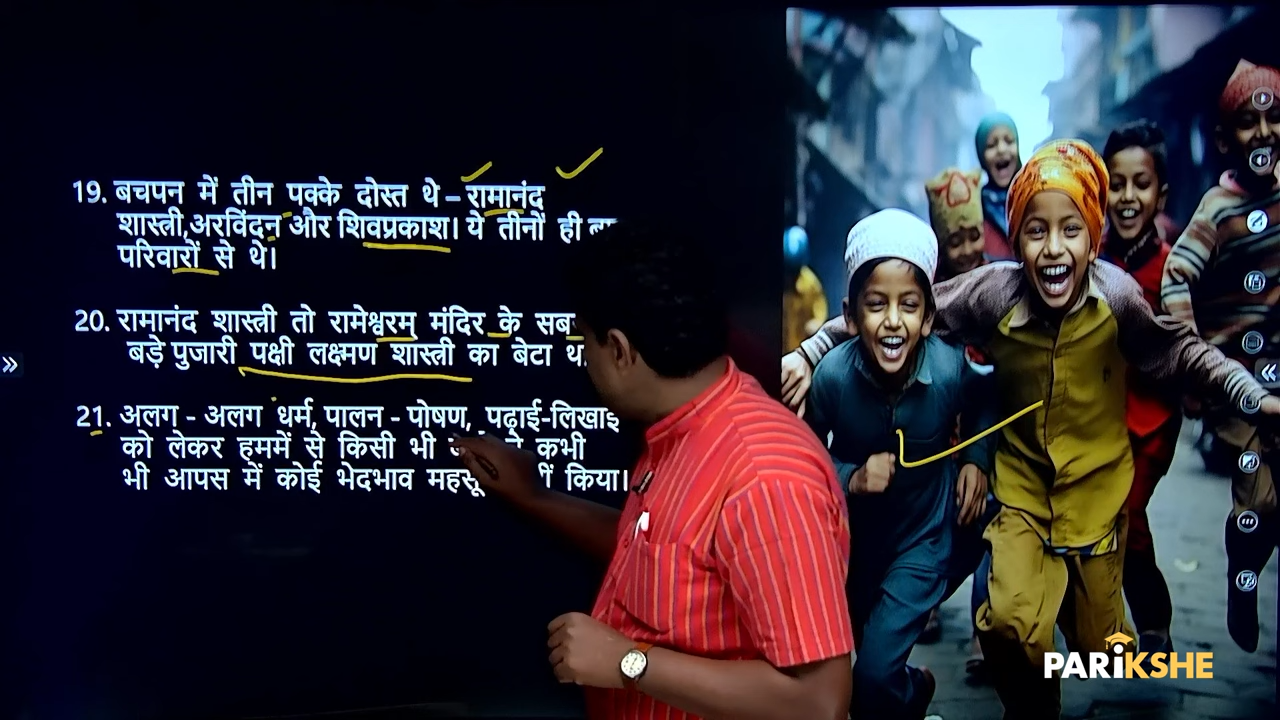 19. बचपन में तीन पक्के दोस्त थे – रामानंद
शास्त्री,अरविंदन और शिवप्रकाश। ये तीनों ही
परिवारों से थे।
20. रामानंद शास्त्री तो रामेश्वरम् मंदिर के सब
बड़े पुजारी पक्षी लक्ष्मण शास्त्री का बेटा
21. अलग - अलग धर्म, पालन - पोषण, पढ़ाई-लिखाई
को लेकर हममें से किसी भी कभी
भी आपस में कोई भेदभाव किया।
PARIKSHE